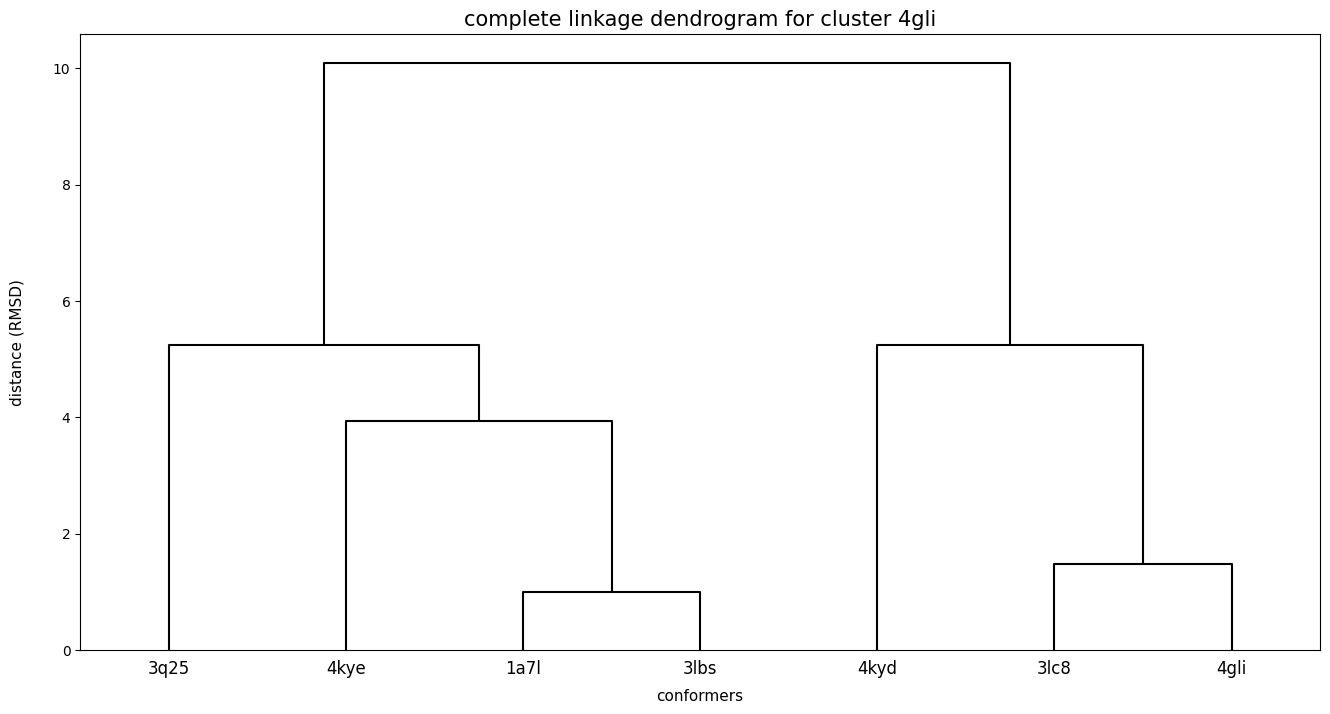 complete linkage dendrogram for cluster 4gli
10
8
6
4
2
0
distance (RMSD)
3q25 4kye 1a7l 3lbs 4kyd 3lc8 4gli
conformers